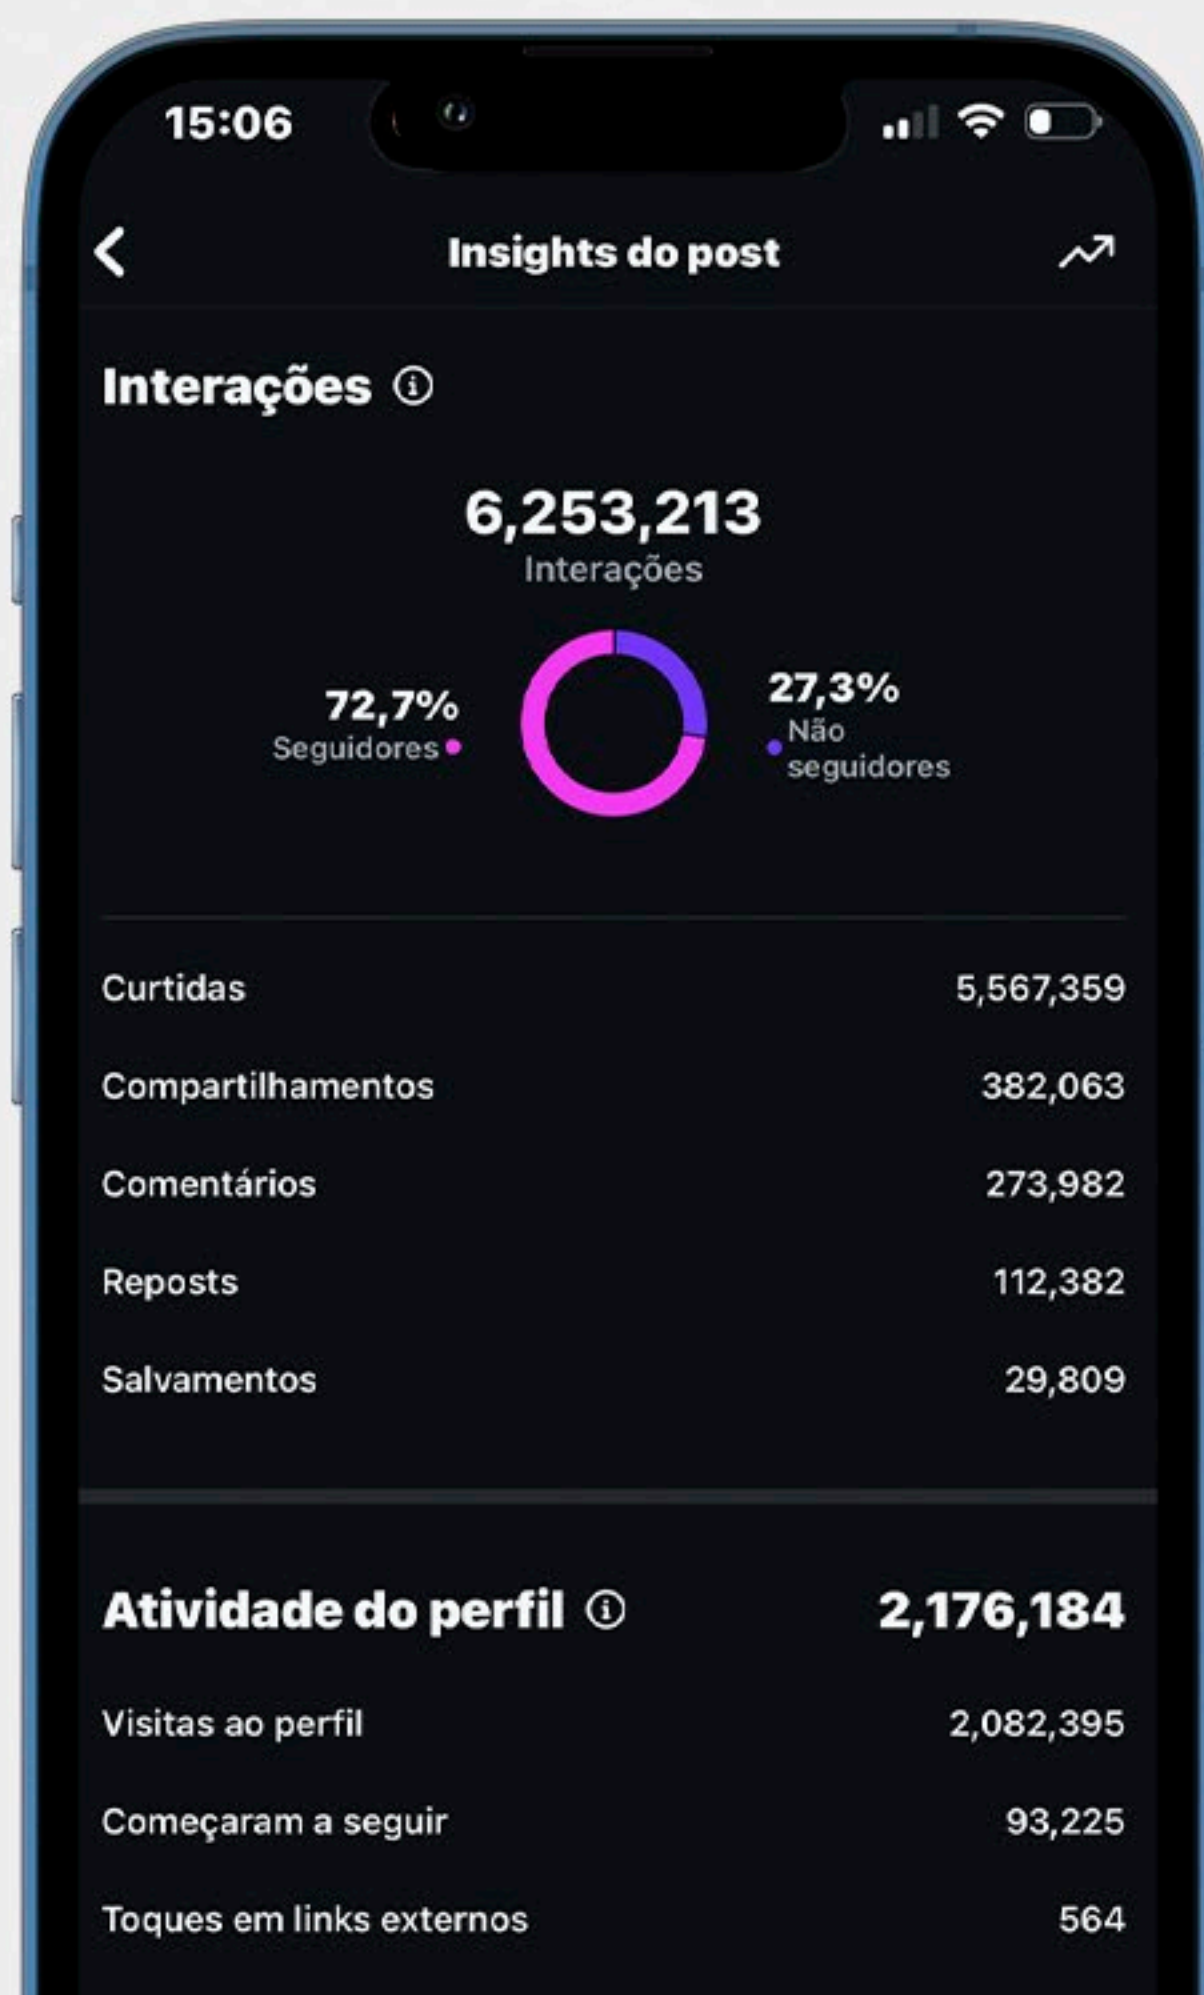 15:06
Insights do post
Interações
6,253,213
Interações
72,7%
Seguidores
27,3%
Não
seguidores
Curtidas 5,567,359
Compartilhamentos 382,063
Comentários 273,982
Reposts 112,382
Salvamentos 29,809
Atividade do perfil 2,176,184
Visitas ao perfil 2,082,395
Começaram a seguir 93,225
Toques em links externos 564